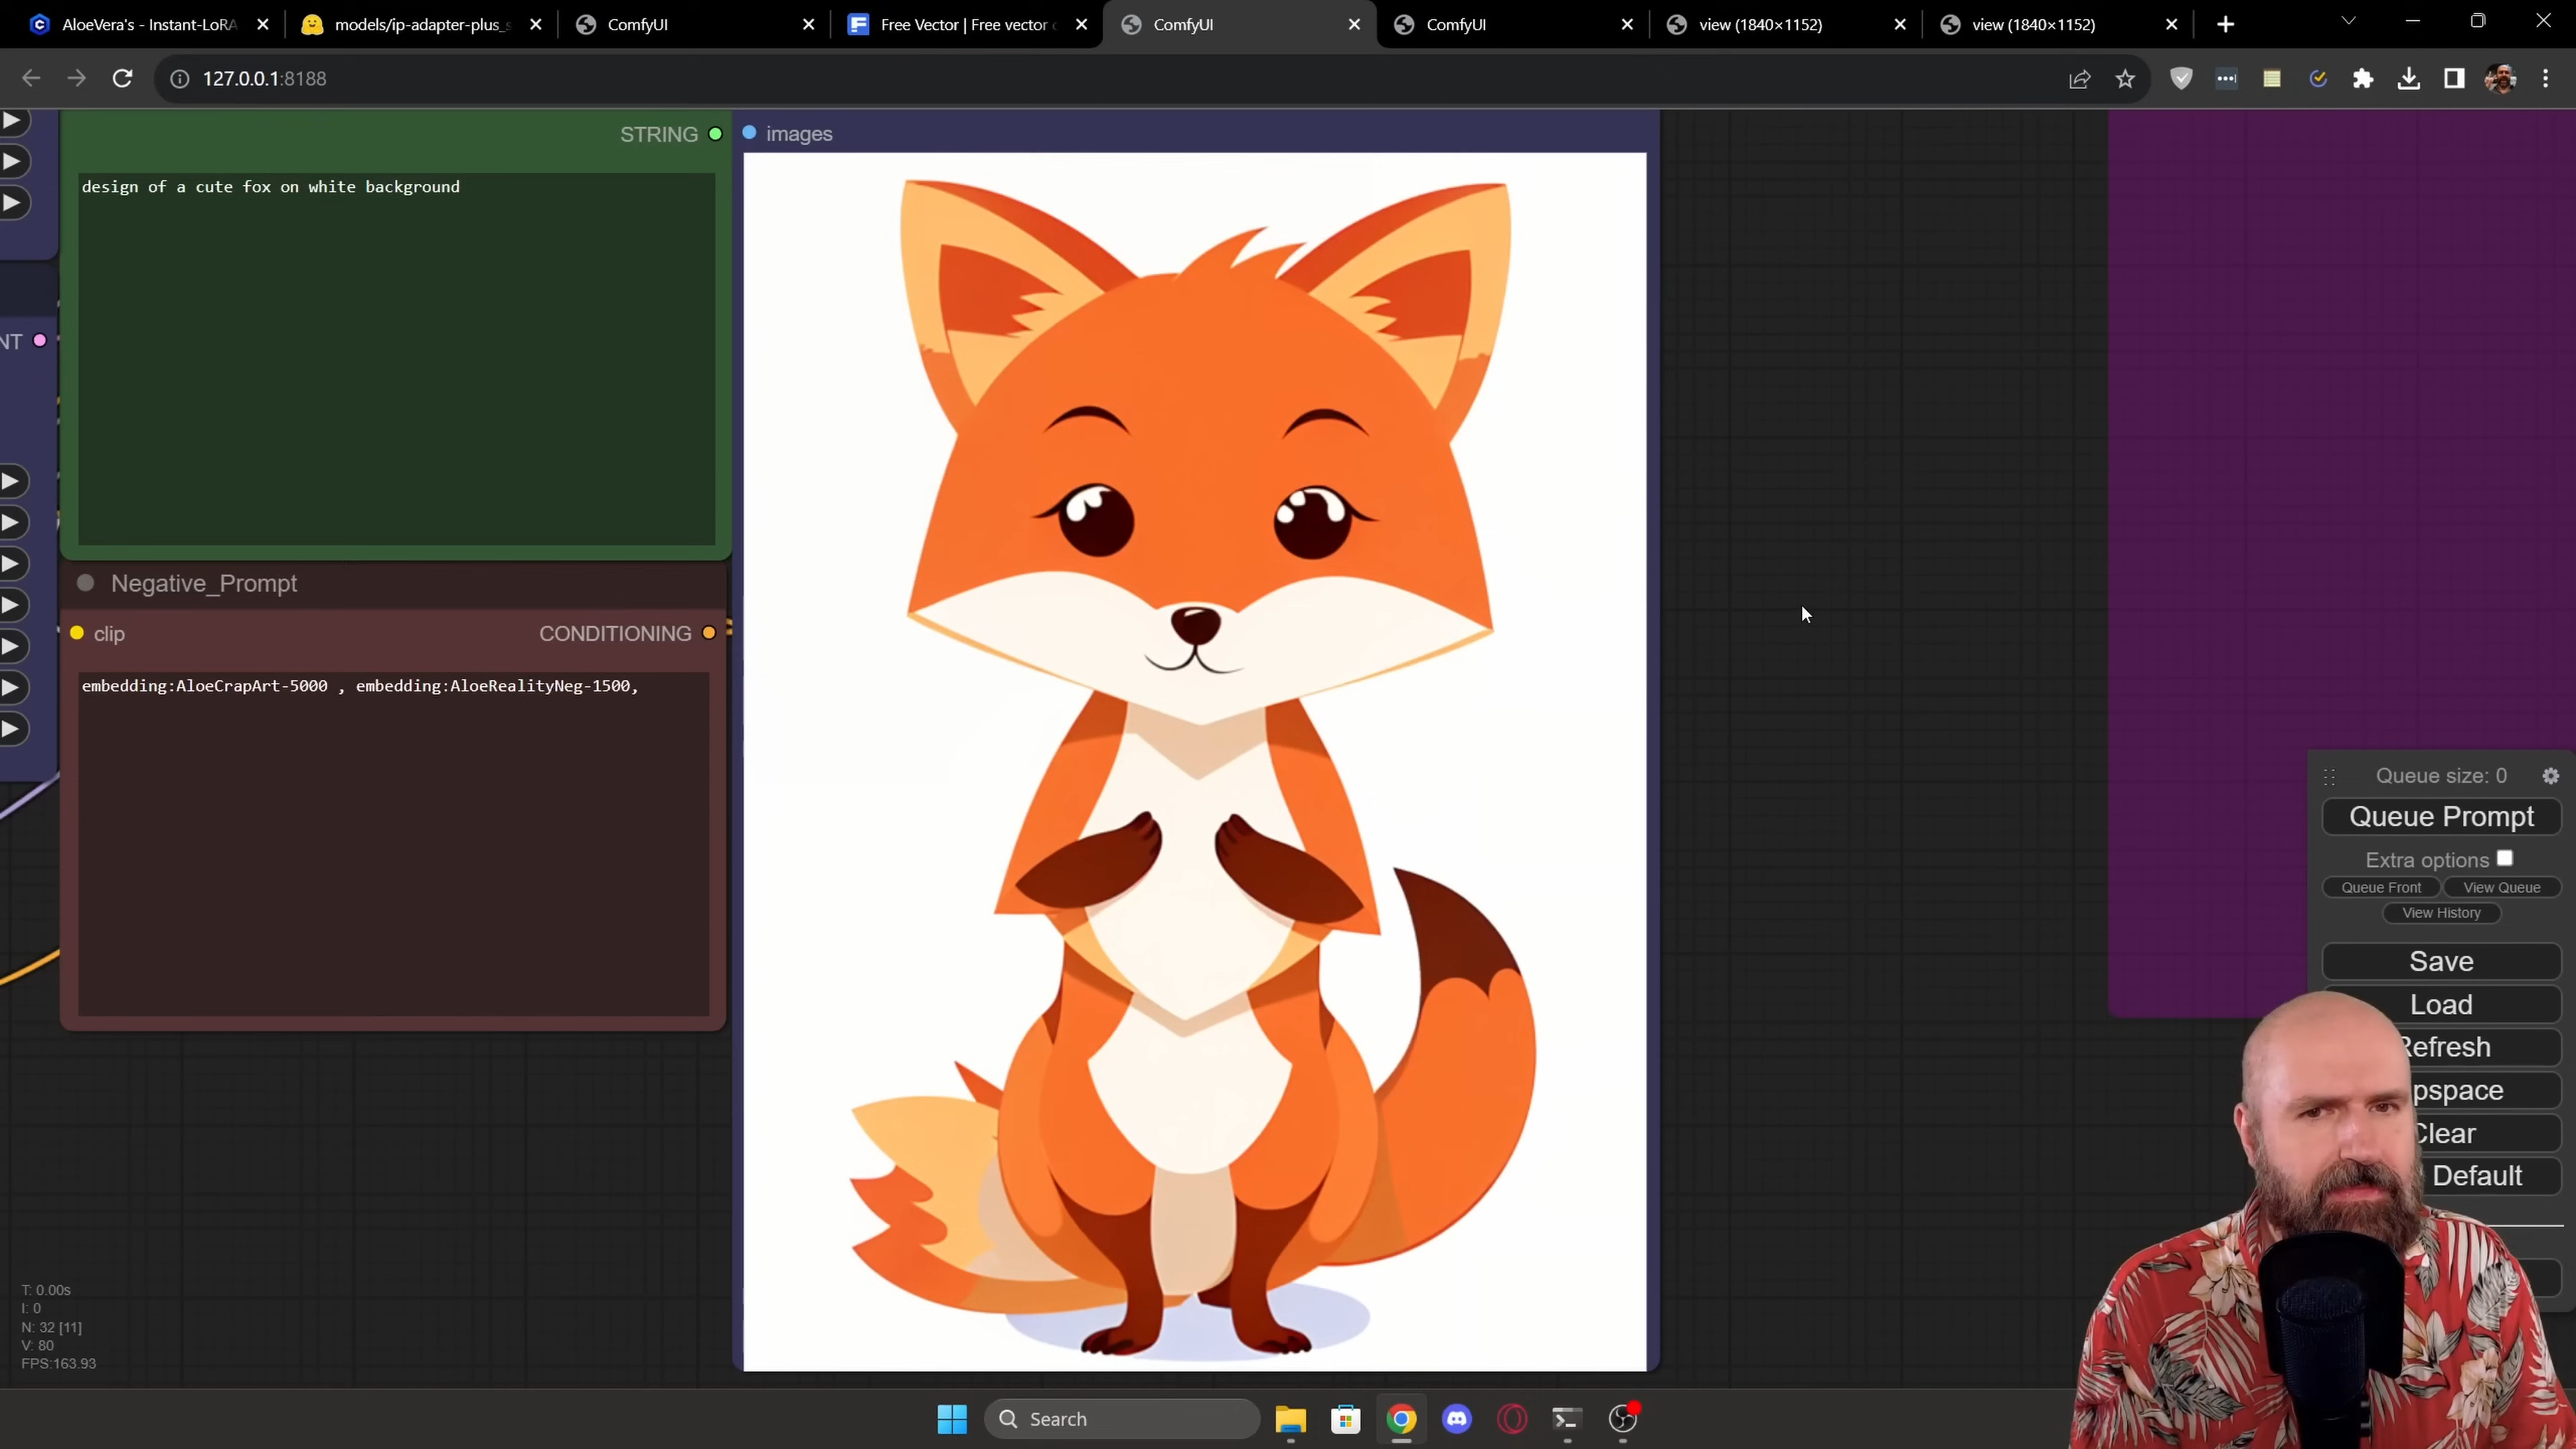 AloeVera's - Instant-LoRA
models/ip-adapter-plus_s
ComfyUI
Free Vector | Free vector
ComfyUI
ComfyUI
view (1840×1152)
view (1840×1152)
127.0.0.1:8188
STRING
images
design of a cute fox on white background
NT
Negative_Prompt
clip
CONDITIONING
embedding:AloeCrapArt-5000 , embedding:AloeRealityNeg-1500,
Queue size: 0
Queue Prompt
Extra options
Queue Front
View Queue
View History
Save
Load
Refresh
pspace
Clear
Default
T: 0.00s
I: 0
N: 32 [11]
V: 80
FPS:163.93
Search